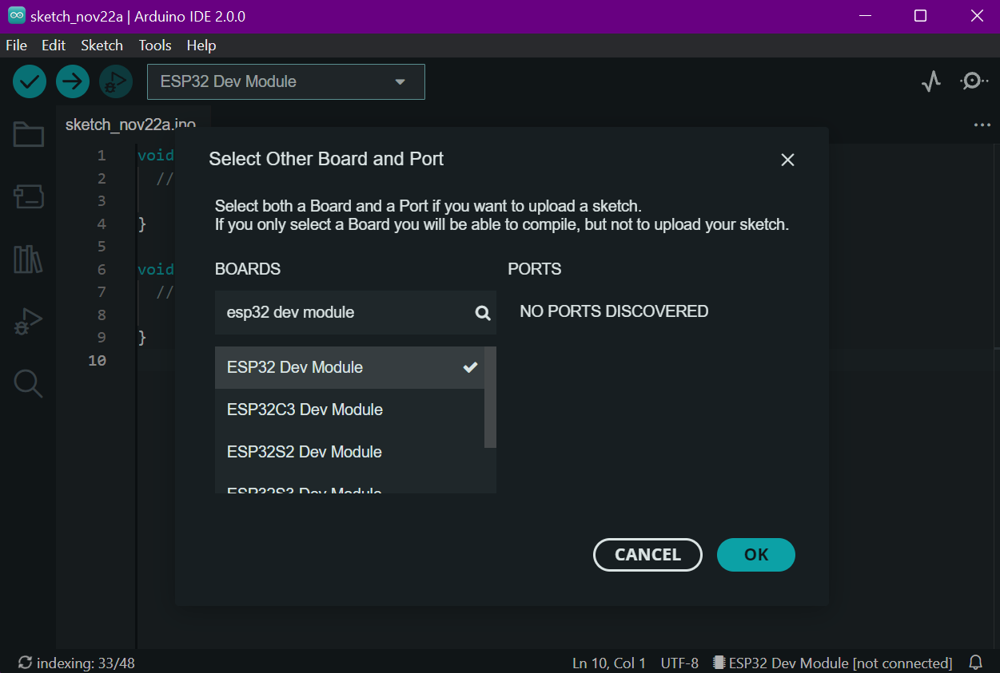 sketch_nov22a | Arduino IDE 2.0.0
File Edit Sketch Tools Help
ESP32 Dev Module
sketch_nov22a.ino
Select Other Board and Port
Select both a Board and a Port if you want to upload a sketch.
If you only select a Board you will be able to compile, but not to upload your sketch.
BOARDS
PORTS
esp32 dev module
NO PORTS DISCOVERED
ESP32 Dev Module
ESP32C3 Dev Module
ESP32S2 Dev Module
ESP32S3 Dev Module
CANCEL
OK
1 void
2 //
3
4 }
5
6 void
7 //
8
9 }
10
indexing: 33/48
Ln 10, Col 1 UTF-8 ESP32 Dev Module [not connected]